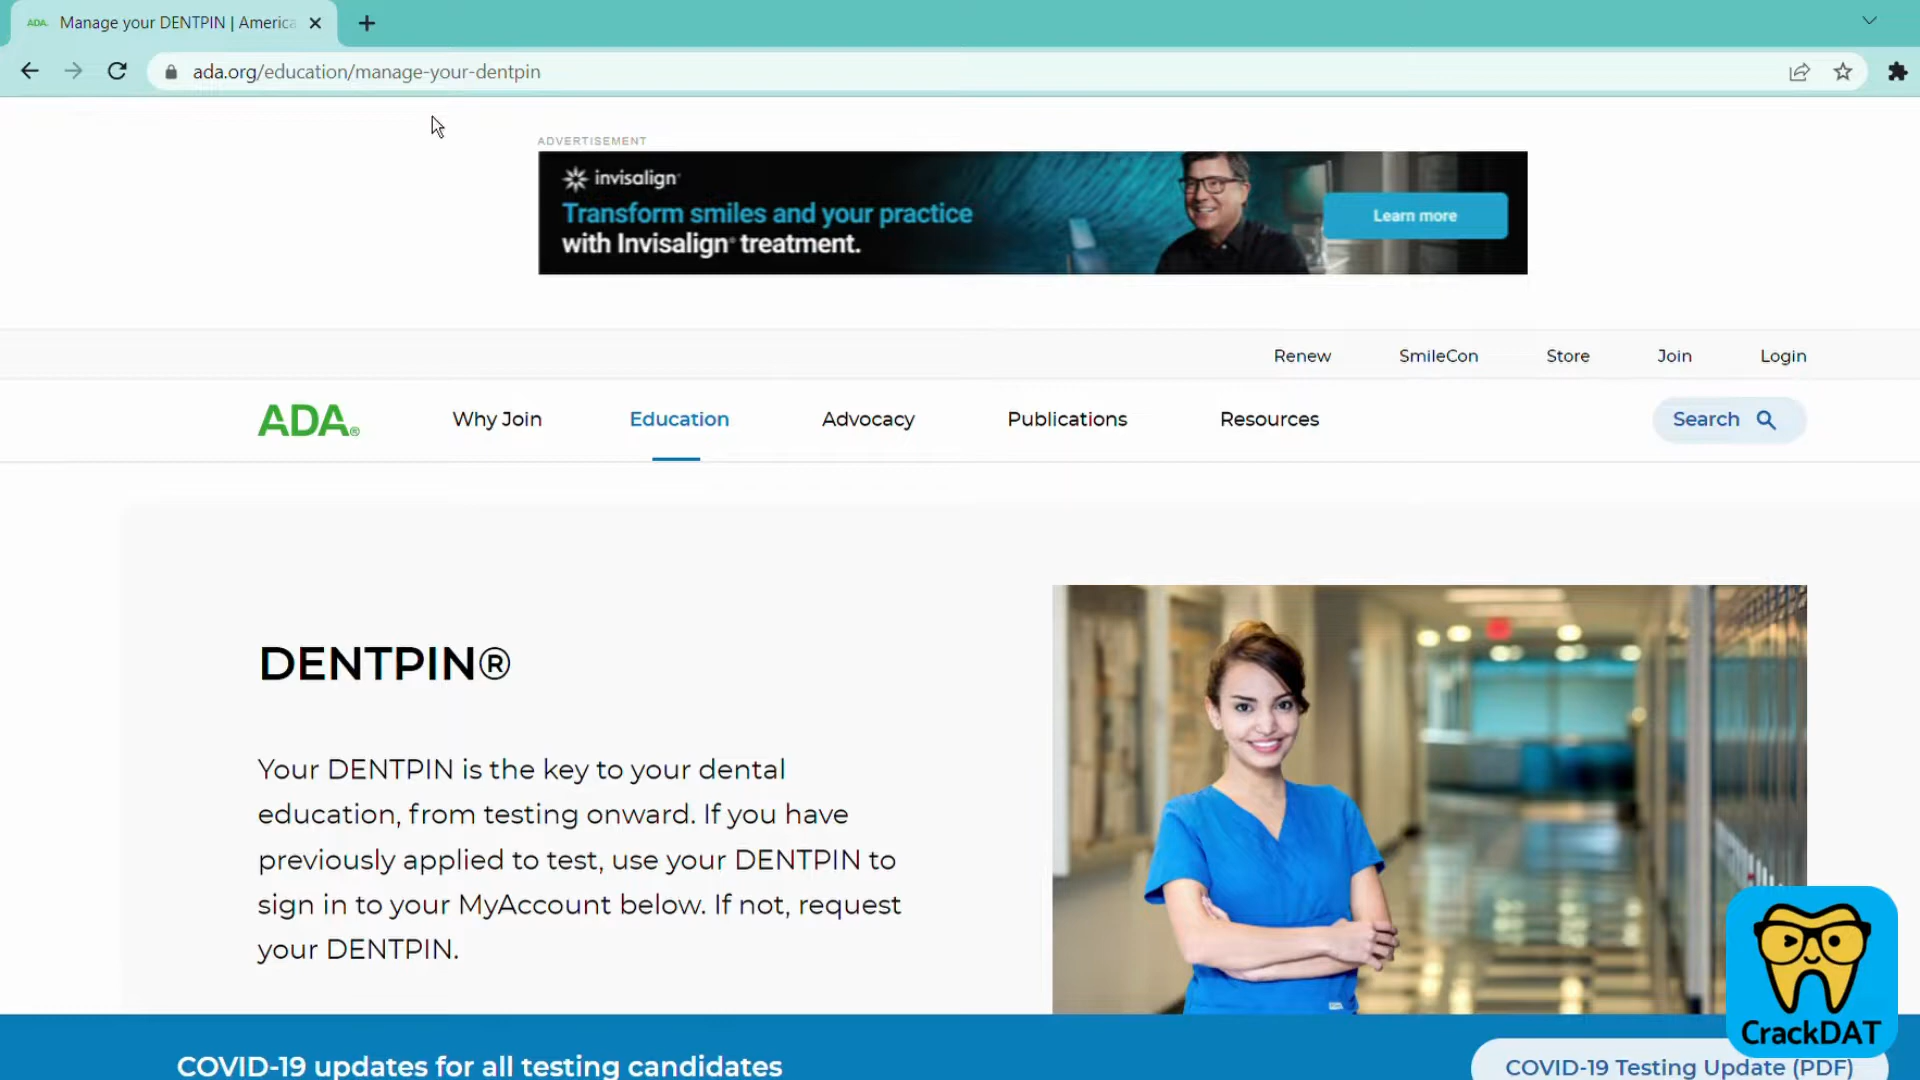 ADA. Manage your DENTPIN | America
ada.org/education/manage-your-dentpin
ADVERTISEMENT
invisalign®
Transform smiles and your practice
with Invisalign® treatment.
Learn more
Renew SmileCon Store Join Login
ADA® Why Join Education Advocacy Publications Resources Search
DENTPIN®
Your DENTPIN is the key to your dental
education, from testing onward. If you have
previously applied to test, use your DENTPIN to
sign in to your MyAccount below. If not, request
your DENTPIN.
CrackDAT
COVID-19 updates for all testing candidates
COVID-19 Testing Update (PDF)